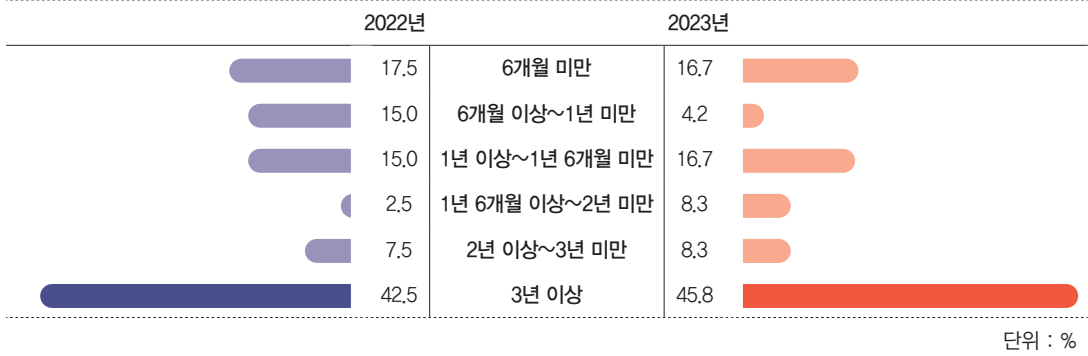 2022년 2023년
17.5 6개월 미만 16.7
15.0 6개월 이상~1년 미만 4.2
15.0 1년 이상~1년 6개월 미만 16.7
2.5 1년 6개월 이상~2년 미만 8.3
7.5 2년 이상~3년 미만 8.3
42.5 3년 이상 45.8
단위 : %